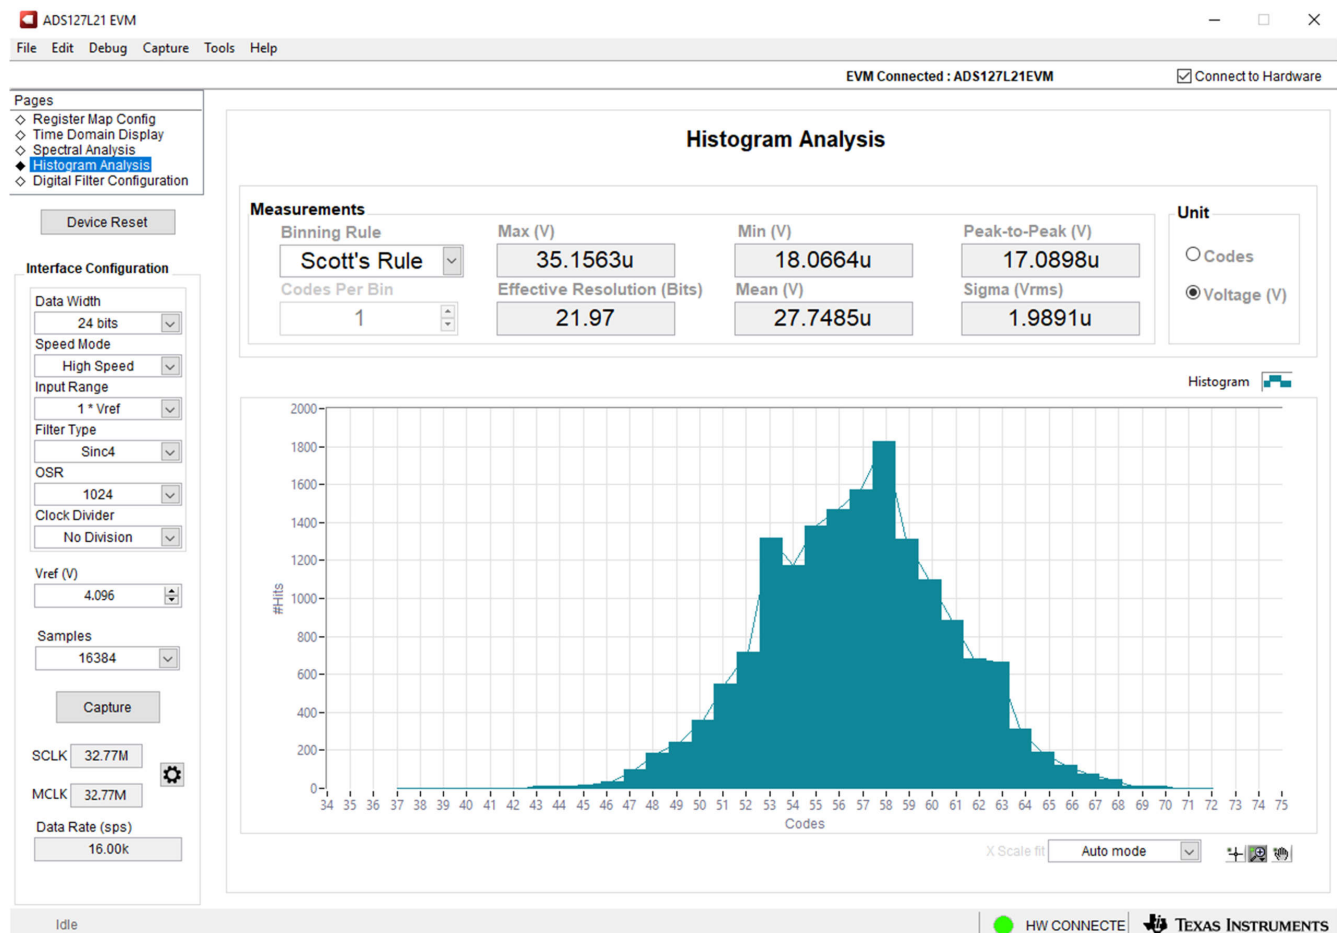 ADS127L21 EVM
File Edit Debug Capture Tools Help
EVM Connected : ADS127L21EVM
Connect to Hardware
Pages
Register Map Config
Time Domain Display
Spectral Analysis
Histogram Analysis
Digital Filter Configuration
Device Reset
Interface Configuration
Data Width
24 bits
Speed Mode
High Speed
Input Range
1 * Vref
Filter Type
Sinc4
OSR
1024
Clock Divider
No Division
Vref (V)
4.096
Samples
16384
Capture
SCLK 32.77M
MCLK 32.77M
Data Rate (sps)
16.00k
Histogram Analysis
Measurements
Binning Rule Max (V) Min (V) Peak-to-Peak (V)
Scott's Rule 35.1563u 18.0664u 17.0898u
Codes Per Bin Effective Resolution (Bits) Mean (V) Sigma (Vrms)
1 21.97 27.7485u 1.9891u
Unit
Codes
Voltage (V)
Histogram
2000
1800
1600
1400
1200
1000
800
600
400
200
0
#Hits
34 35 36 37 38 39 40 41 42 43 44 45 46 47 48 49 50 51 52 53 54 55 56 57 58 59 60 61 62 63 64 65 66 67 68 69 70 71 72 73 74 75
Codes
X Scale fit Auto mode
Idle
HW CONNECTE
TEXAS INSTRUMENTS